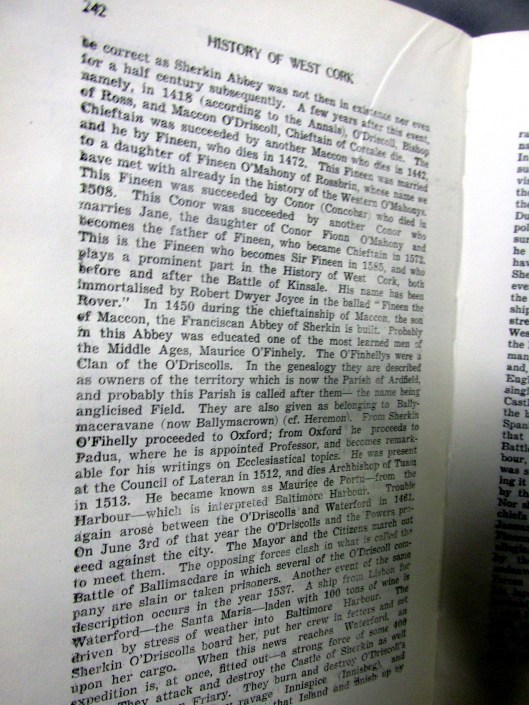 242
HISTORY OF WEST CORK
be correct as Sherkin Abbey was not then in existence nor even
for a half century subsequently. A few years after this event,
namely, in 1418 (according to the Annals), O'Driscoll, Bishop
of Ross, and Maccon O'Driscoll, Chieftain of Corcalee die. The
Chieftain was succeeded by another Maccon who dies in 1442,
and he by Fineen, who dies in 1472. This Fineen was married
to a daughter of Fineen O'Mahony of Rossbrin, whose name we
have met with already in the history of the Western O'Mahonys.
This Fineen was succeeded by Conor (Concobar) who died in
1508. This Conor was succeeded by another Conor who
marries Jane, the daughter of Conor Fionn O'Mahony and
becomes the father of Fineen, who became Chieftain in 1572.
This is the Fineen who becomes Sir Fineen in 1585, and who
plays a prominent part in the History of West Cork, both
before and after the Battle of Kinsale. His name has been
immortalised by Robert Dwyer Joyce in the ballad "Fineen the
Rover." In 1450 during the chieftainship of Maccon, the son
of Maccon, the Franciscan Abbey of Sherkin is built. Probably
in this Abbey was educated one of the most learned men of
the Middle Ages, Maurice O'Finhely. The O'Finhellys were a
Clan of the O'Driscolls. In the genealogy they are described
as owners of the territory which is now the Parish of Ardfield,
and probably this Parish is called after them—the name being
anglicised Field. They are also given as belonging to Bally-
maceravane (now Ballymacrown) (cf. Heremon). From Sherkin
O'Fihelly proceeded to Oxford; from Oxford he proceeds to
Padua, where he is appointed Professor, and becomes remark-
able for his writings on Ecclesiastical topics. He was present
at the Council of Lateran in 1512, and dies Archbishop of Tuam
in 1513. He became known as Maurice de Portu—from the
Harbour—which is interpreted Baltimore Harbour. Trouble
again arose between the O'Driscolls and Waterford in 1461.
On June 3rd of that year the O'Driscolls and the Powers pro-
ceed against the city. The Mayor and the Citizens march out
to meet them. The opposing forces clash in what is called the
Battle of Ballimacdare in which several of the O'Driscoll com-
pany are slain or taken prisoners. Another event of the same
description occurs in the year 1537. A ship from Lisbon for
Waterford—the Santa Maria—laden with 100 tons of wine is
driven by stress of weather into Baltimore Harbour. The
Sherkin O'Driscolls board her, put her crew in fetters and set
upon her cargo. When this news reaches Waterford, an
expedition is, at once, fitted out—a strong force of some 400
They attack and destroy the Castle of Sherkin as well
Friary. They burn and destroy O'Driscoll's
ravage Innispice (Innisbeg), and
that Island and finish up by